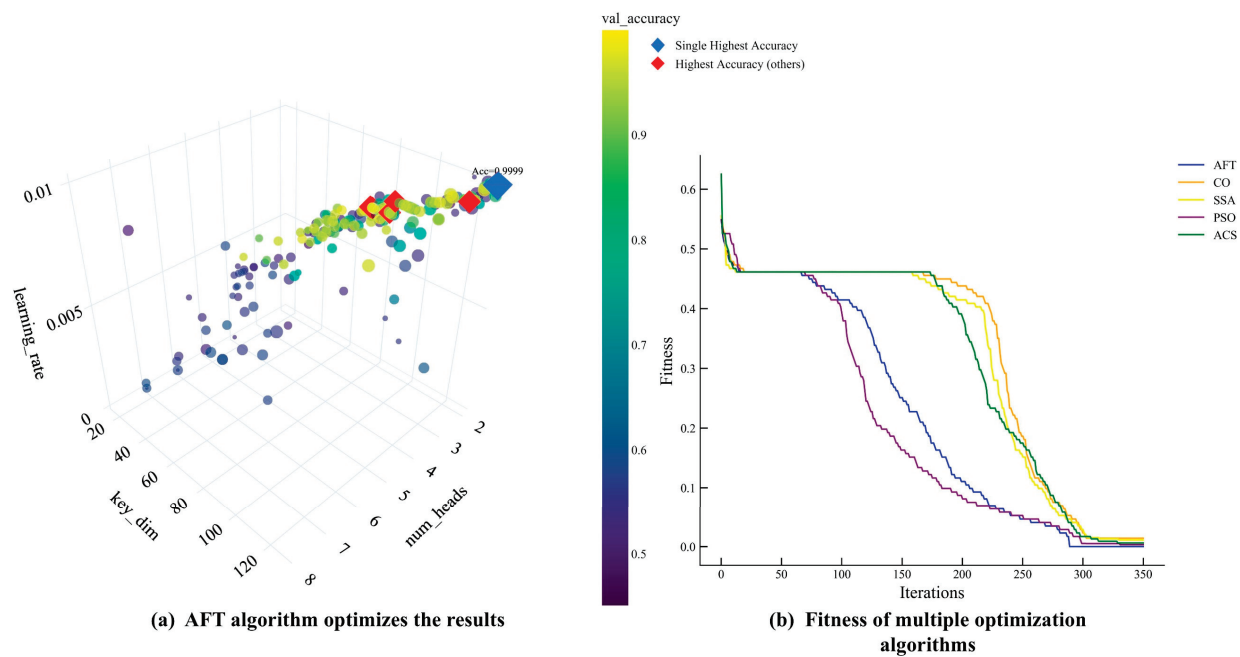 val_accuracy
Single Highest Accuracy
Highest Accuracy (others)
Acc=0.9999
0.01
0.005
0
learning_rate
20
40
60
80
100
120
key_dim
2
3
4
5
6
7
8
num_heads
0.9
0.8
0.7
0.6
0.5
(a) AFT algorithm optimizes the results
AFT
CO
SSA
PSO
ACS
0.6
0.5
0.4
0.3
0.2
0.1
0.0
Fitness
0 50 100 150 200 250 300 350
Iterations
(b) Fitness of multiple optimization
algorithms